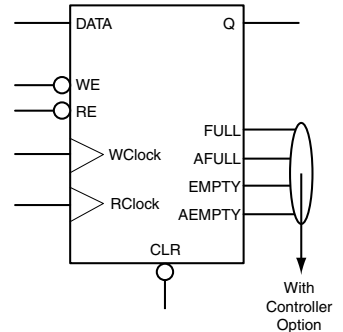 DATA
Q
WE
RE
FULL
WClock
AFULL
EMPTY
RClock
AEMPTY
CLR
With
Controller
Option